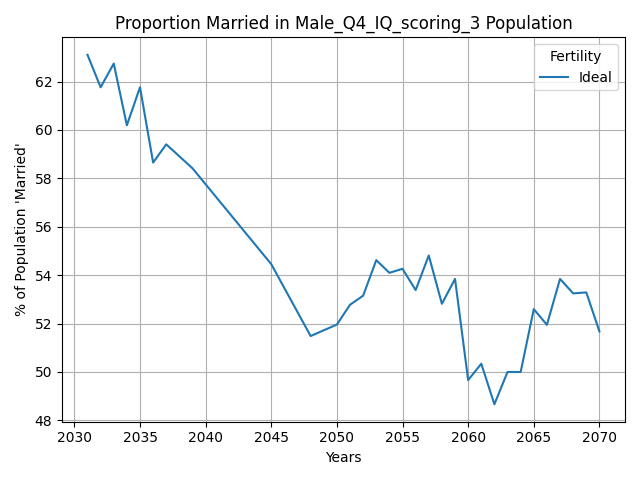 Proportion Married in Male_Q4_IQ_scoring_3 Population
Fertility
Ideal
% of Population 'Married'
62
60
58
56
54
52
50
48
2030 2035 2040 2045 2050 2055 2060 2065 2070
Years